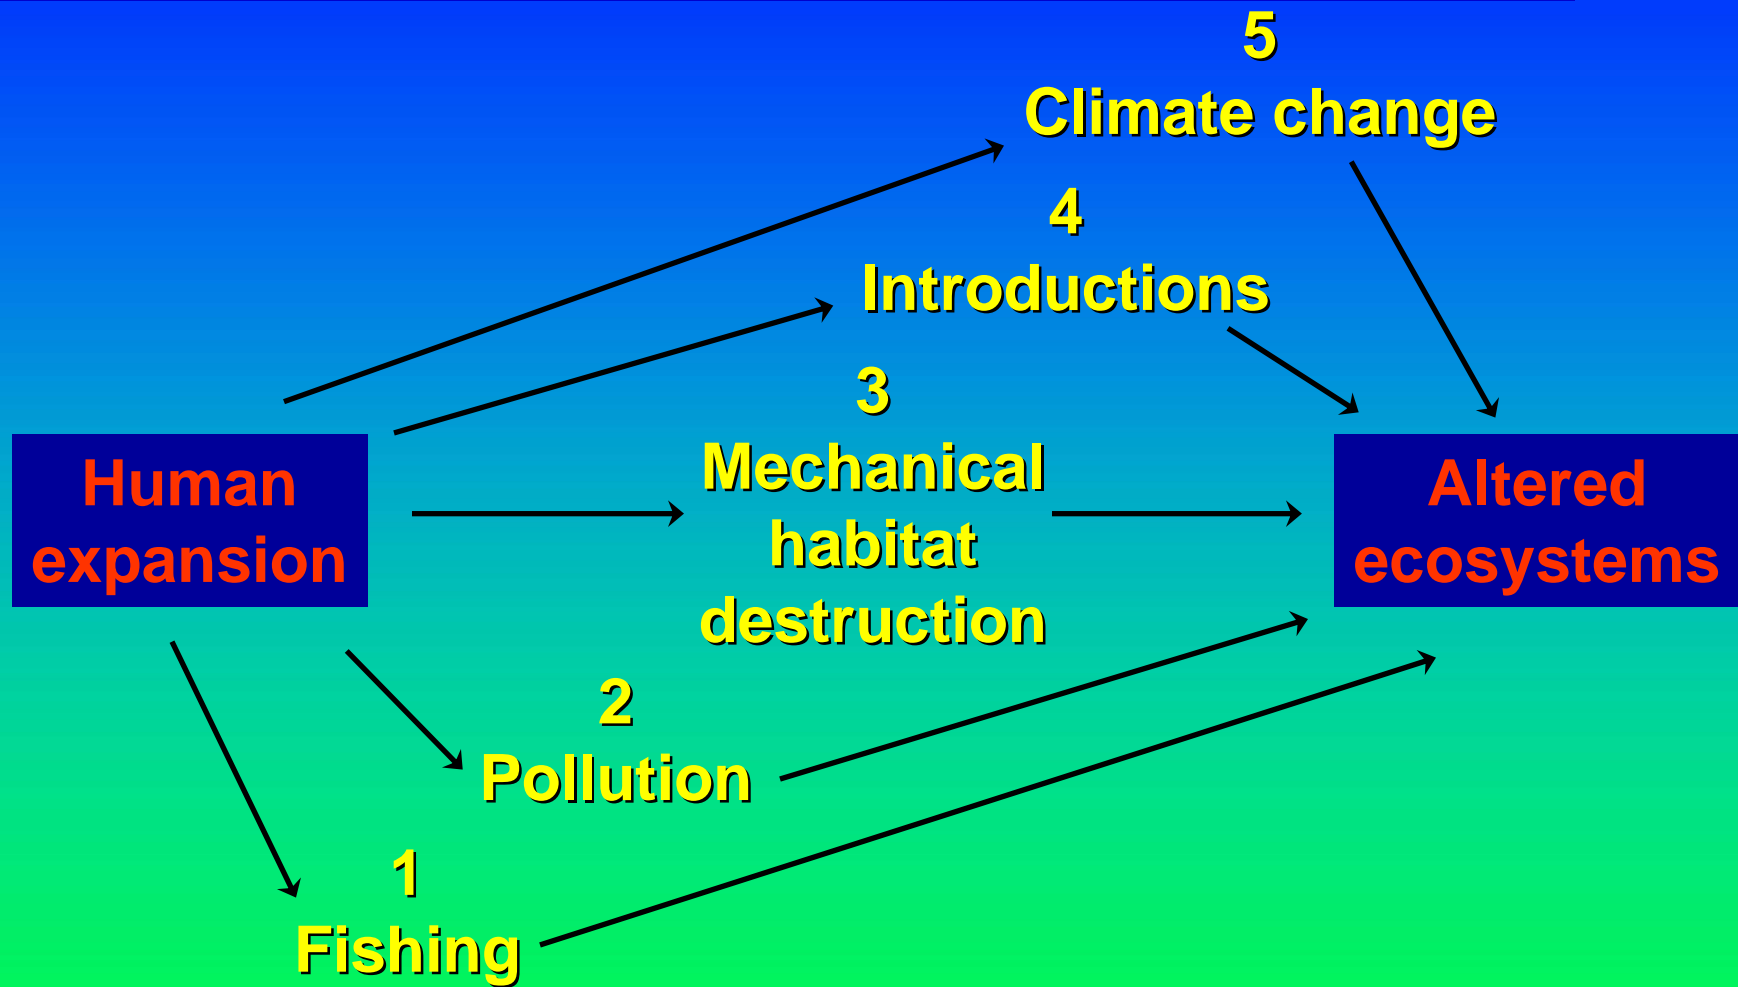 5
Climate change
4
Introductions
3
Mechanical
habitat
destruction
Human
expansion
Altered
ecosystems
2
Pollution
1
Fishing